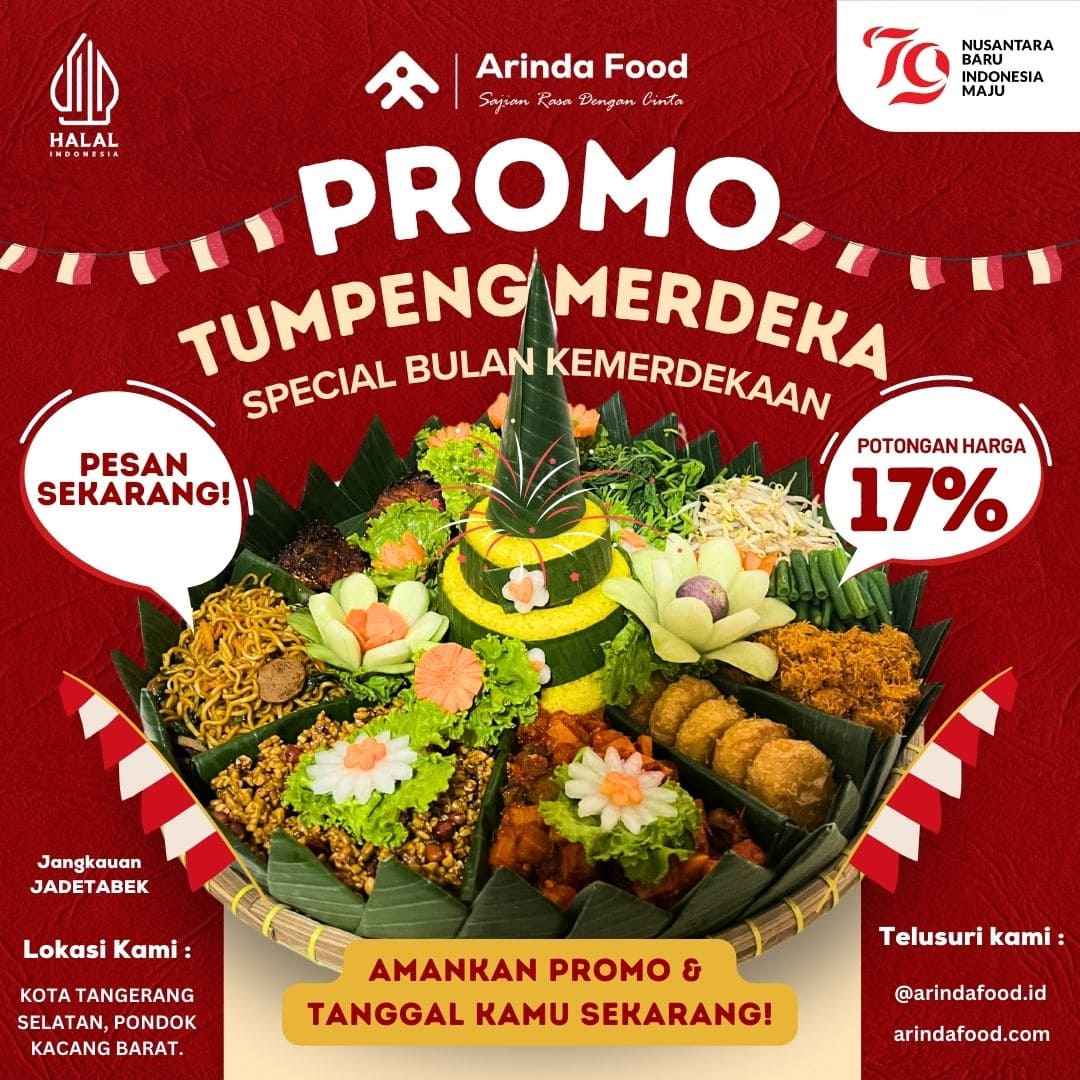 HALAL
INDONESIA
Arinda Food
Sajian Rasa Dengan Cinta
79
NUSANTARA
BARU
INDONESIA
MAJU
PROMO
TUMPENG MERDEKA
SPECIAL BULAN KEMERDEKAAN
PESAN
SEKARANG!
POTONGAN HARGA
17%
Jangkauan
JADETABEK
Lokasi Kami :
KOTA TANGERANG
SELATAN, PONDOK
KACANG BARAT.
AMANKAN PROMO &
TANGGAL KAMU SEKARANG!
Telusuri kami :
@arindafood.id
arindafood.com